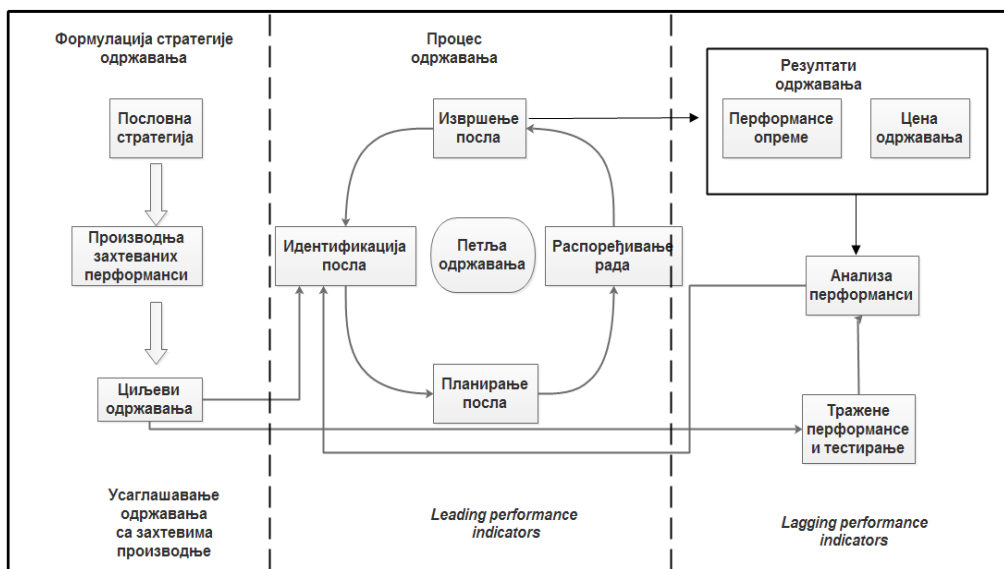 Формулација стратегије
одржавања
Пословна
стратегија
Производња
захтеваних
перформанси
Циљеви
одржавања
Усаглашавање
одржавања
са захтевима
производње
Процес
одржавања
Извршење
посла
Идентификација
посла
Петља
одржавања
Распоређивање
рада
Планирање
посла
Leading performance
indicators
Резултати
одржавања
Перформансе
опреме
Цена
одржавања
Анализа
перформанси
Тражене
перформансе
и тестирање
Lagging performance
indicators